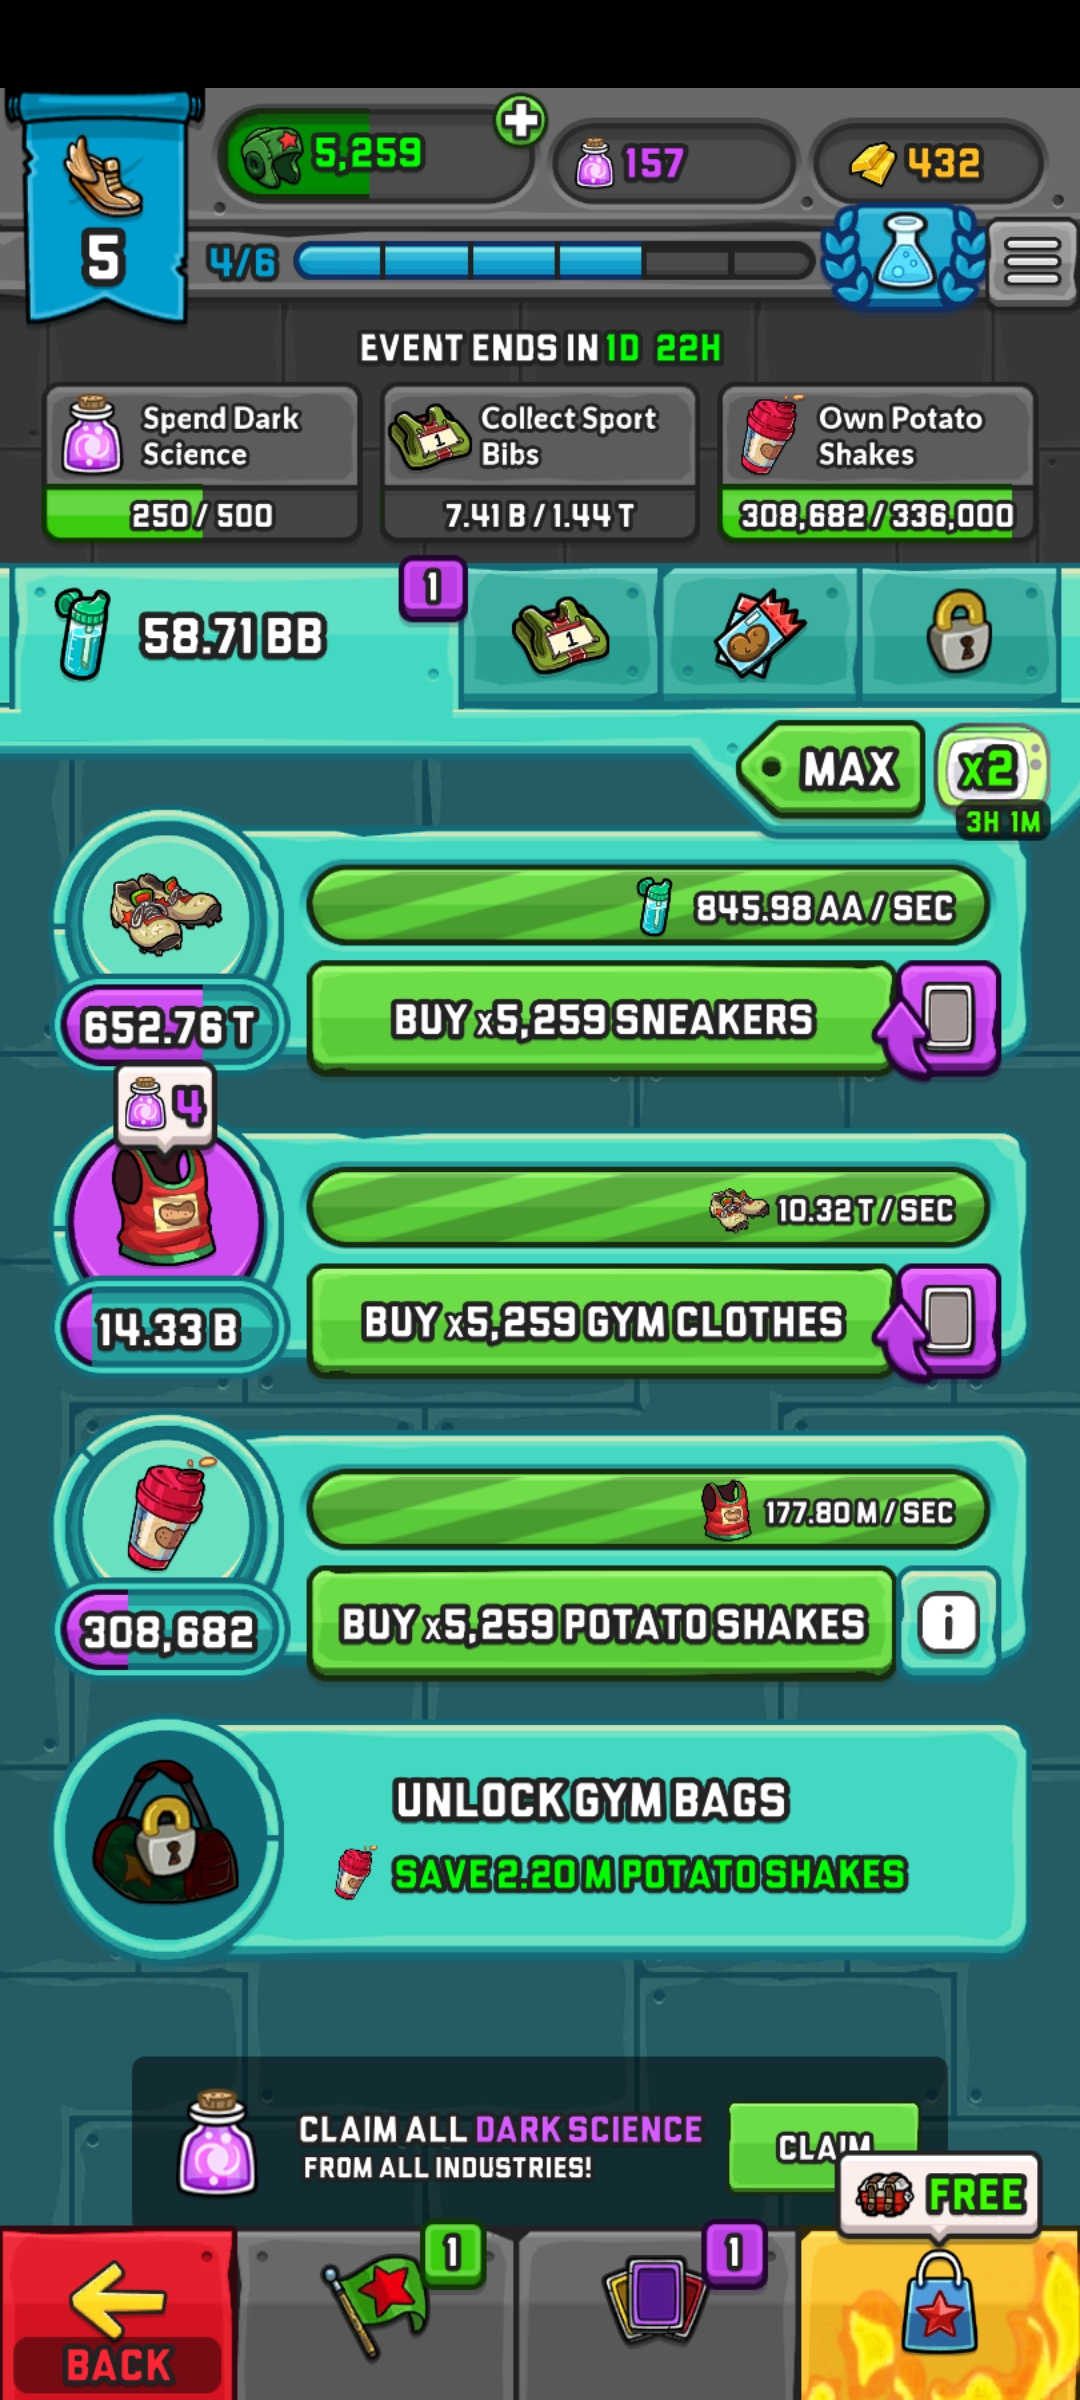 5,259
157
432
5
4/6
EVENT ENDS IN 1D 22H
Spend Dark
Science
250 / 500
Collect Sport
Bibs
7.41 B / 1.44 T
Own Potato
Shakes
308,682 / 336,000
58.71 BB
1
1
MAX
x2
3H 1M
845.98 AA / SEC
652.76 T
BUY x5,259 SNEAKERS
4
10.32 T / SEC
14.33 B
BUY x5,259 GYM CLOTHES
177.80 M / SEC
308,682
BUY x5,259 POTATO SHAKES
i
UNLOCK GYM BAGS
SAVE 2.20 M POTATO SHAKES
CLAIM ALL DARK SCIENCE
FROM ALL INDUSTRIES!
CLAIM
FREE
1
1
BACK